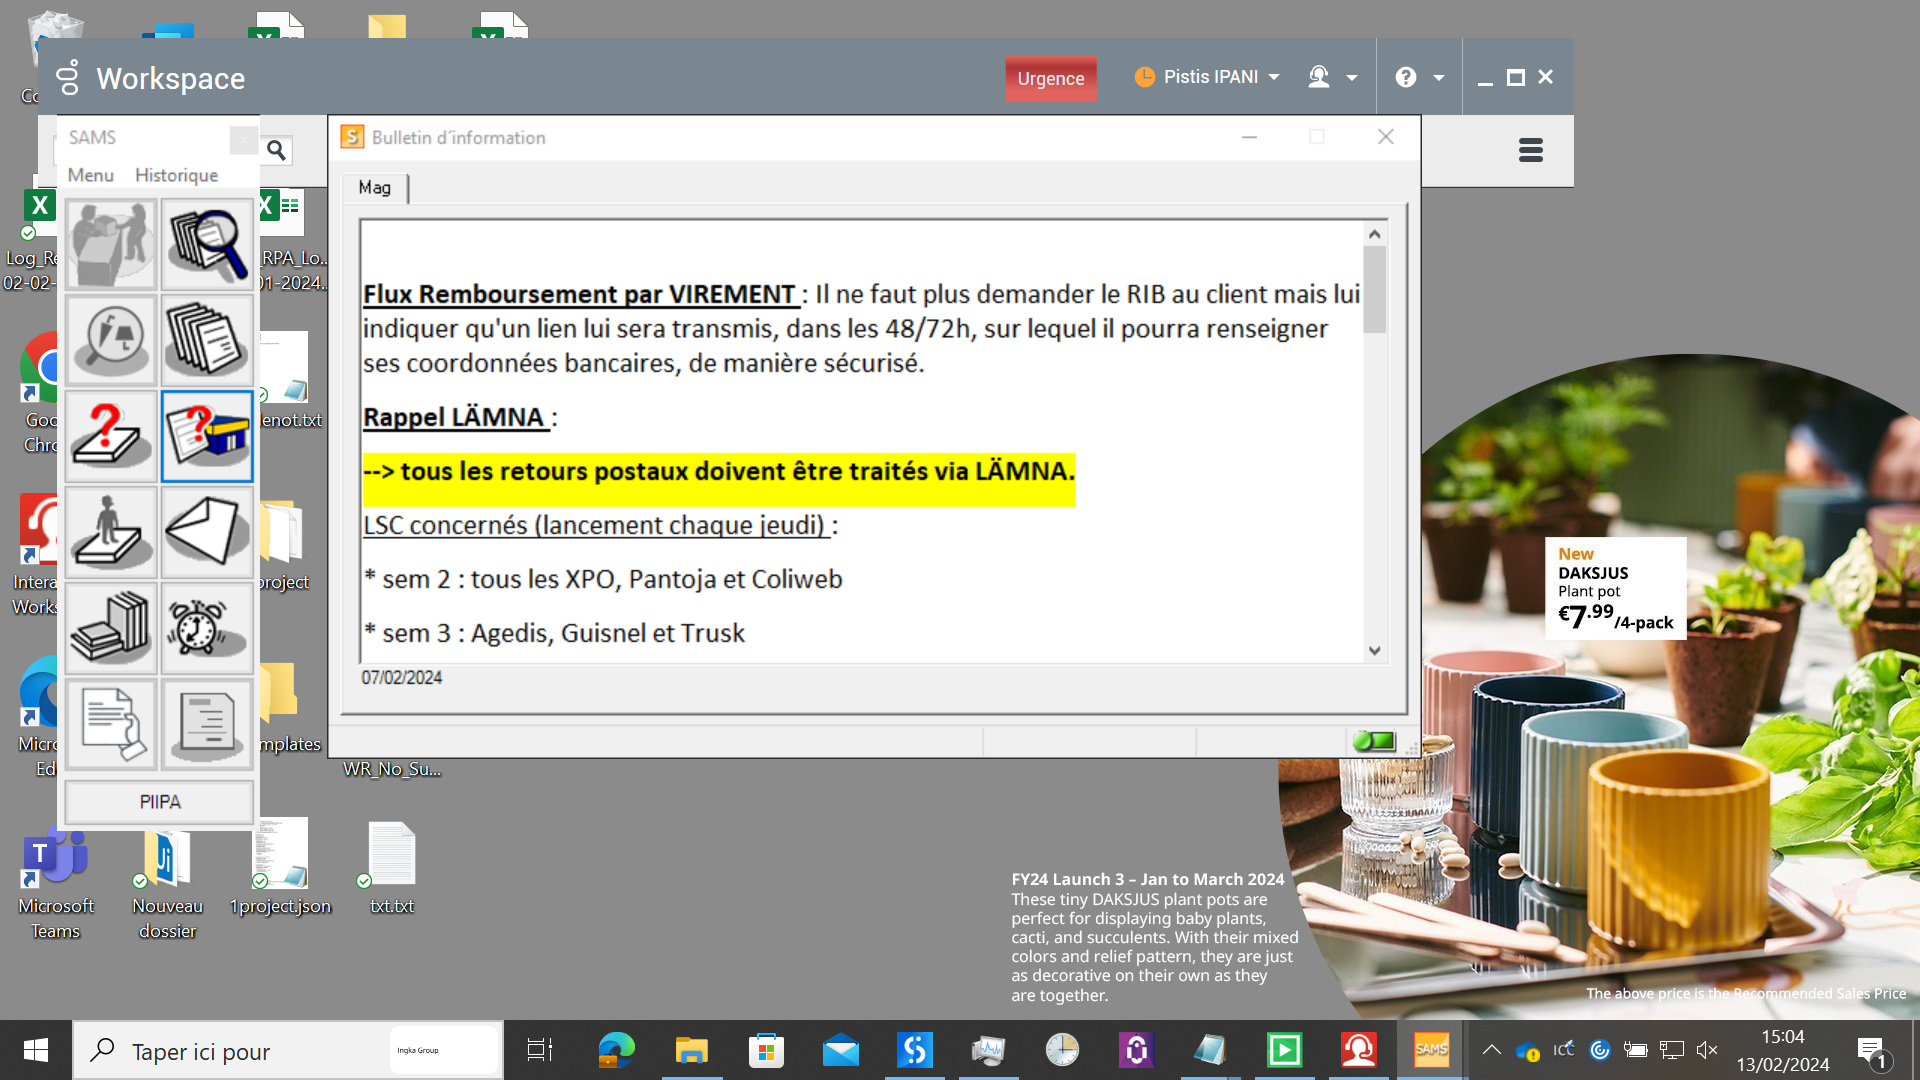 Workspace
Urgence
Pistis IPANI
SAMS
Menu Historique
Bulletin d´information
Mag
Flux Remboursement par VIREMENT : Il ne faut plus demander le RIB au client mais lui
indiquer qu'un lien lui sera transmis, dans les 48/72h, sur lequel il pourra renseigner
ses coordonnées bancaires, de manière sécurisé.
Rappel LÄMNA :
--> tous les retours postaux doivent être traités via LÄMNA.
LSC concernés (lancement chaque jeudi) :
* sem 2 : tous les XPO, Pantoja et Coliweb
* sem 3 : Agedis, Guisnel et Trusk
07/02/2024
PIIPA
Log_Re
02-02-
_RPA_Lo...
01-2024...
Goo
Chro
enot.txt
Intera
Works
project
Micro
Ed
mplates
WR_No_Su...
Microsoft
Teams
Nouveau
dossier
1project.json
txt.txt
New
DAKSJUS
Plant pot
€7.99/4-pack
FY24 Launch 3 – Jan to March 2024
These tiny DAKSJUS plant pots are
perfect for displaying baby plants,
cacti, and succulents. With their mixed
colors and relief pattern, they are just
as decorative on their own as they
are together.
The above price is the Recommended Sales Price
Taper ici pour
Ingka Group
SAMS
15:04
13/02/2024
1